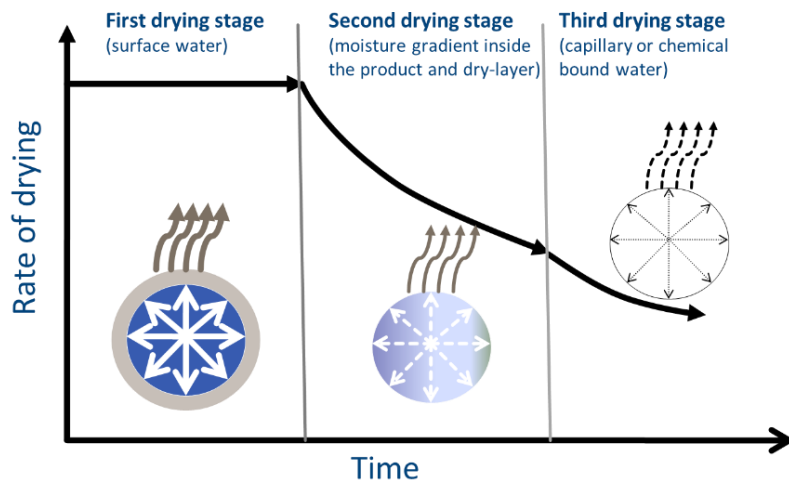 First drying stage
(surface water)
Second drying stage
(moisture gradient inside
the product and dry-layer)
Third drying stage
(capillary or chemical
bound water)
Rate of drying
Time